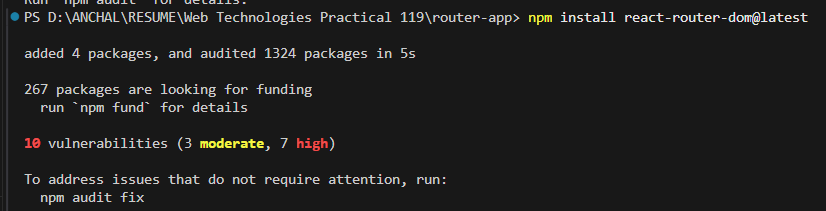 Run `npm audit` for details.
PS D:\ANCHAL\RESUME\Web Technologies Practical 119\router-app> npm install react-router-dom@latest
added 4 packages, and audited 1324 packages in 5s
267 packages are looking for funding
  run `npm fund` for details
10 vulnerabilities (3 moderate, 7 high)
To address issues that do not require attention, run:
  npm audit fix